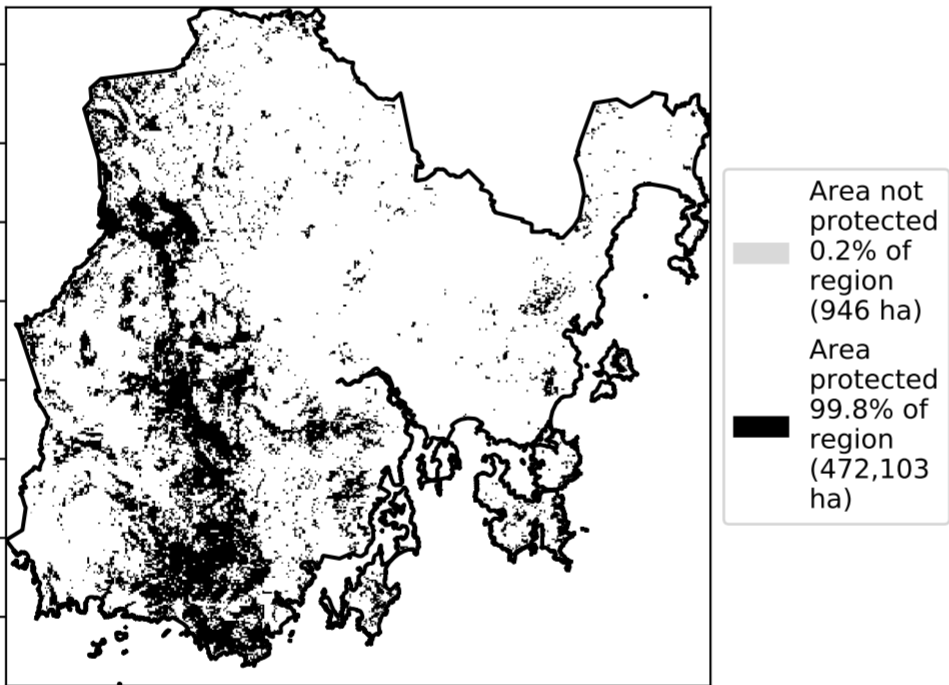 Area not
protected
0.2% of
region
(946 ha)
Area
protected
99.8% of
region
(472,103
ha)